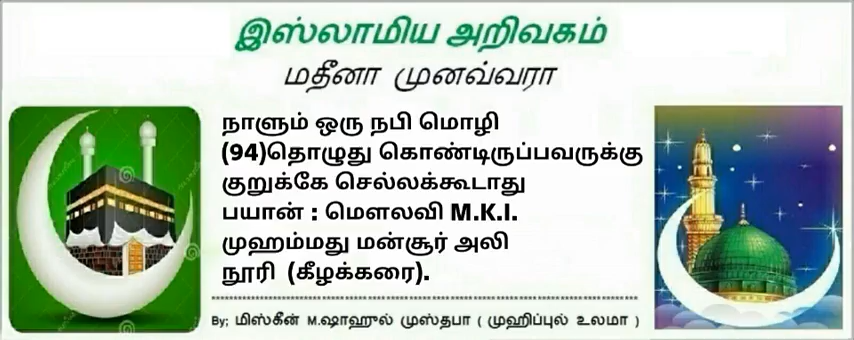 இஸ்லாமிய அறிவகம்
மதீனா முனவ்வரா
நாளும் ஒரு நபி மொழி
(94)தொழுது கொண்டிருப்பவருக்கு
குறுக்கே செல்லக்கூடாது
பயான் : மௌலவி M.K.I.
முஹம்மது மன்சூர் அலி
நூரி (கீழக்கரை).
By; மிஸ்கீன் M.ஷாஹுல் முஸ்தபா ( முஹிப்புல் உலமா )